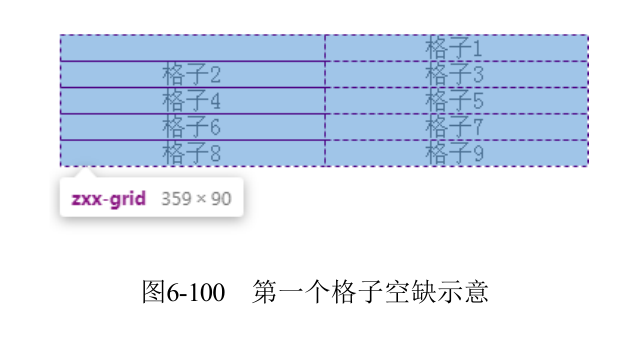 格子1
格子2 格子3
格子4 格子5
格子6 格子7
格子8 格子9
zxx-grid 359 × 90
图6-100 第一个格子空缺示意